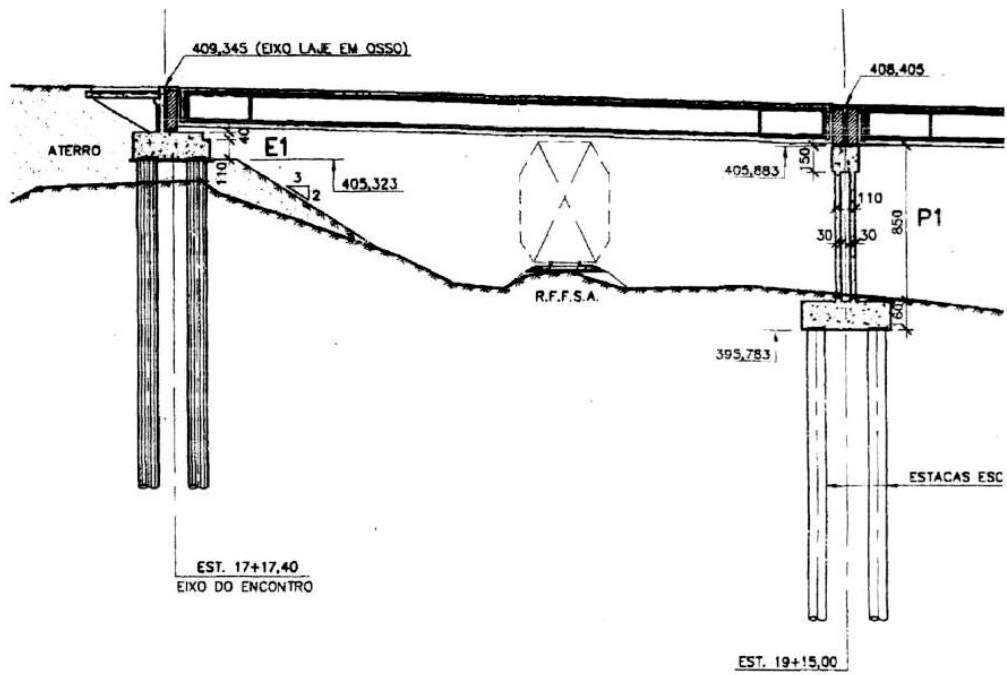 409,345 (EIXO LAJE EM OSSO)
408,405
40
ATERRO
E1
110
405,323
3
2
405,883
150
110
850
P1
30
30
R.F.F.S.A.
160
395,783
ESTACAS ESC
EST. 17+17,40
EIXO DO ENCONTRO
EST. 19+15,00